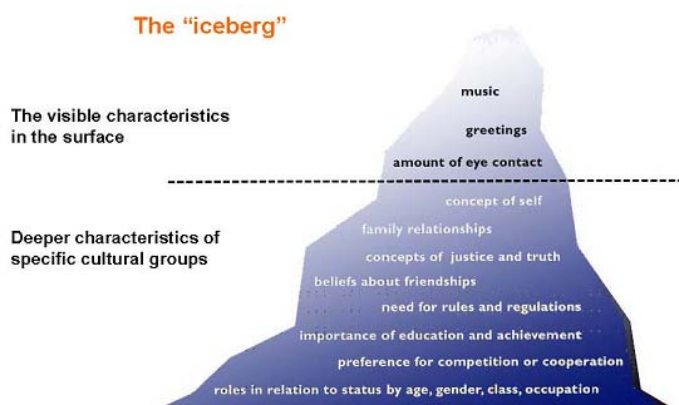 The “iceberg”
The visible characteristics
in the surface
music
greetings
amount of eye contact
Deeper characteristics of
specific cultural groups
concept of self
family relationships
concepts of justice and truth
beliefs about friendships
need for rules and regulations
importance of education and achievement
preference for competition or cooperation
roles in relation to status by age, gender, class, occupation